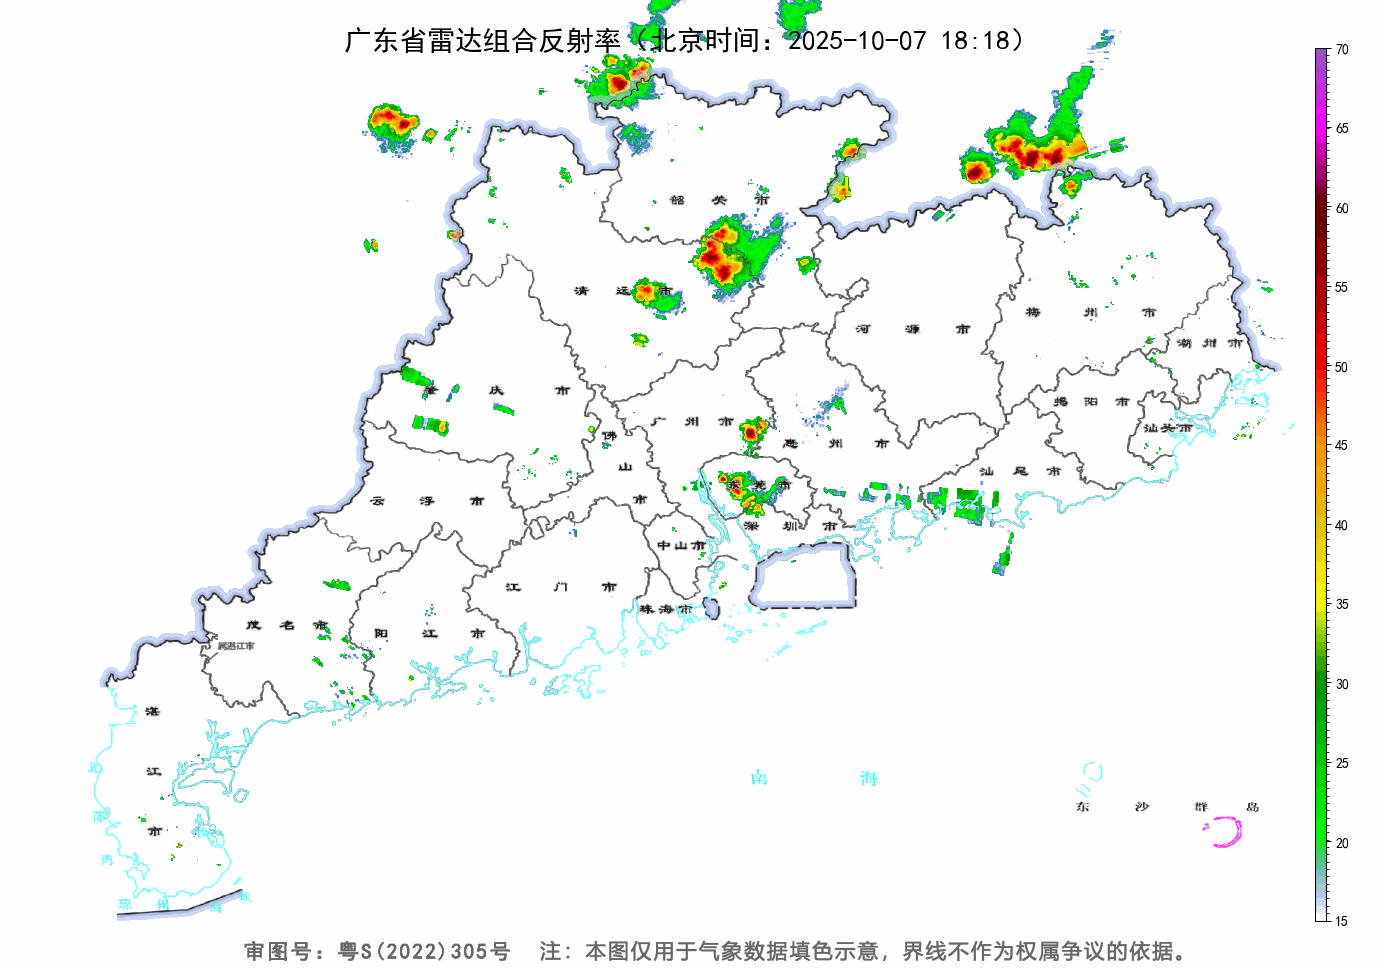 广东省雷达组合反射率（北京时间：2025-10-07 18:18）
70
65
60
55
50
45
40
35
30
25
20
15
韶 关 市
清 远 市
河 源 市
梅 州 市
潮 州 市
肇 庆 市
揭 阳 市
汕头市
广 州 市
佛 山 市
惠 州 市
汕 尾 市
东 莞 市
云 浮 市
深 圳 市
中山市
江 门 市
珠海市
茂 名 市
阳 江 市
属湛江市
湛 江 市
北 部 湾
南 海
东 沙 群 岛
琼 州 海 峡
审图号：粤S(2022)305号 注：本图仅用于气象数据填色示意，界线不作为权属争议的依据。